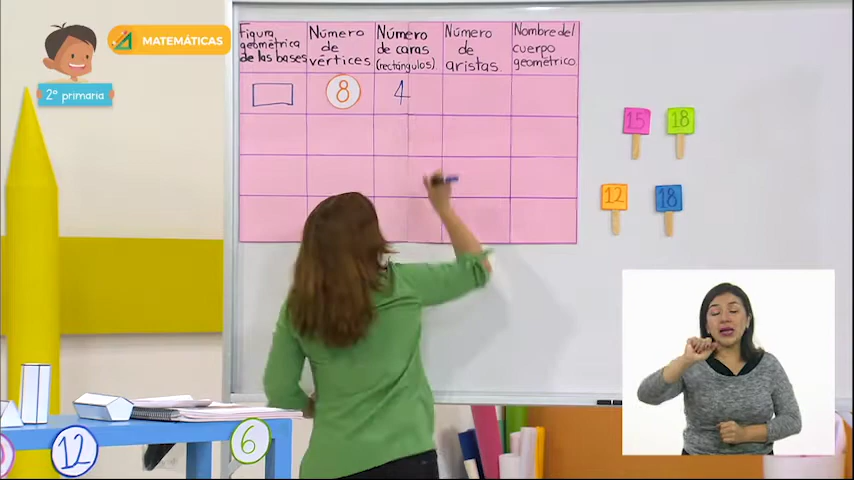 MATEMÁTICAS
2° primaria
Figura geométrica de las bases
Número de vértices
Número de caras (rectángulos)
Número de aristas
Nombre del cuerpo geométrico
8
4
15
18
12
18
12
6